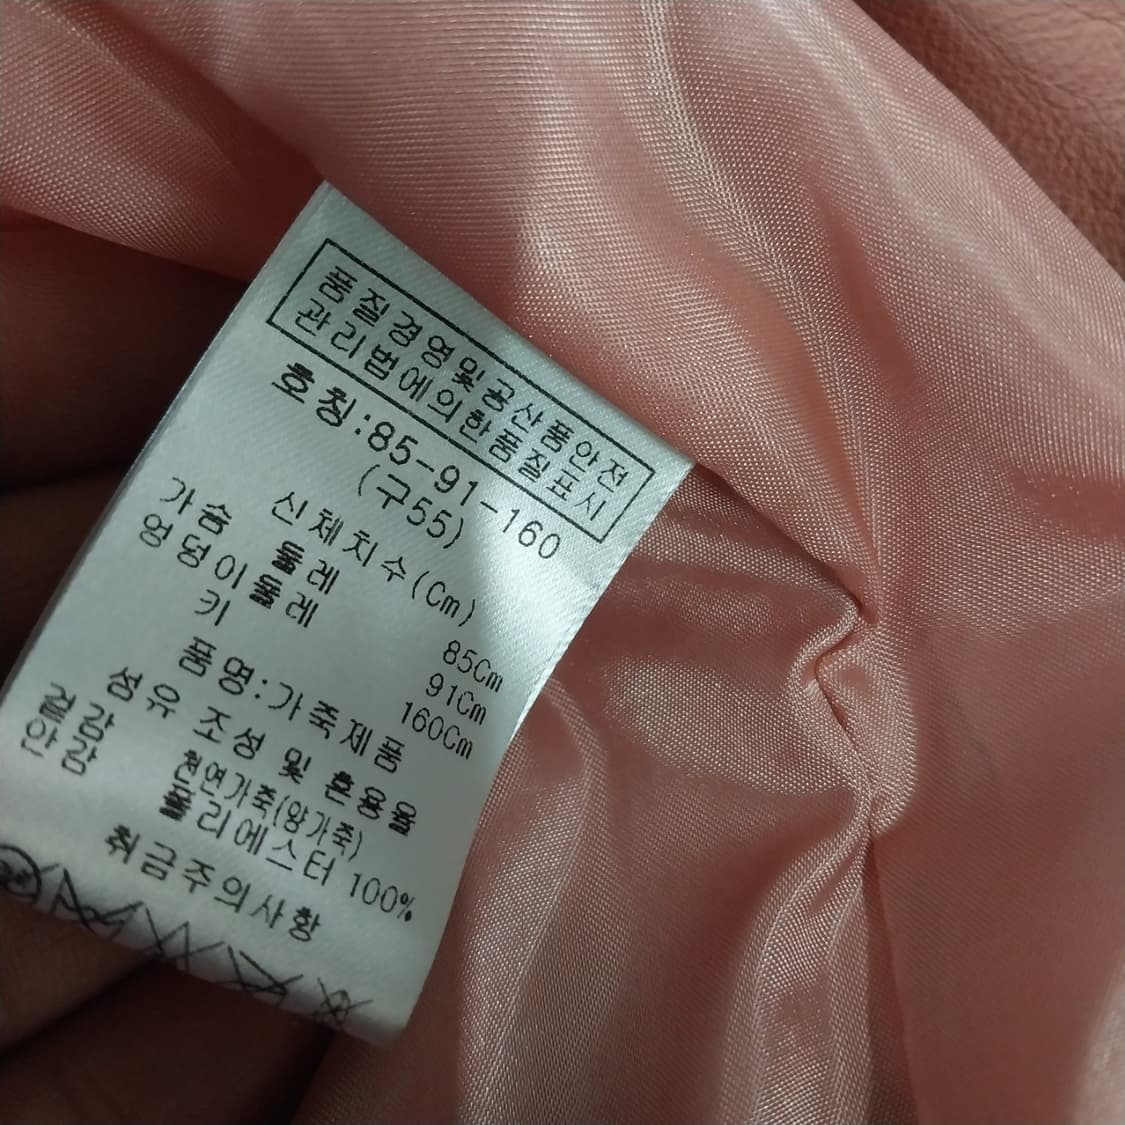 품질경영및공산품안전
관리법에의한품질표시
호칭:85-91-160
(구55)
신체치수(Cm)
가슴 둘레 85Cm
엉덩이둘레 91Cm
키 160Cm
품명:가죽제품
섬유 조성 및 혼용율
겉감 천연가죽(양가죽)
안감 폴리에스터 100%
취급주의사항